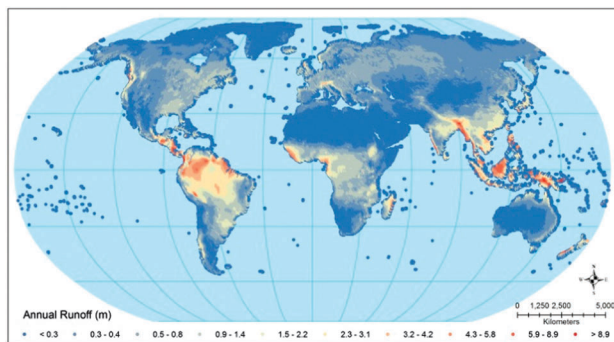 N
W
E
S
Annual Runoff (m)
0 1,250 2,500 5,000
Kilometers
< 0.3 0.3 - 0.4 0.5 - 0.8 0.9 - 1.4 1.5 - 2.2 2.3 - 3.1 3.2 - 4.2 4.3 - 5.8 5.9 - 8.9 > 8.9